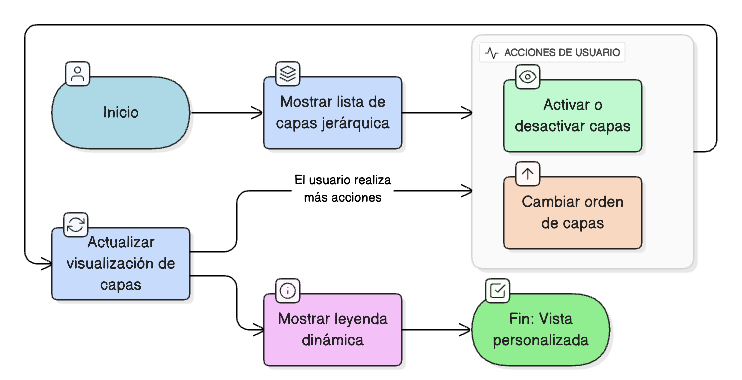 ACCIONES DE USUARIO
Inicio
Mostrar lista de
capas jerárquica
Activar o
desactivar capas
El usuario realiza
más acciones
Cambiar orden
de capas
Actualizar
visualización de
capas
Mostrar leyenda
dinámica
Fin: Vista
personalizada